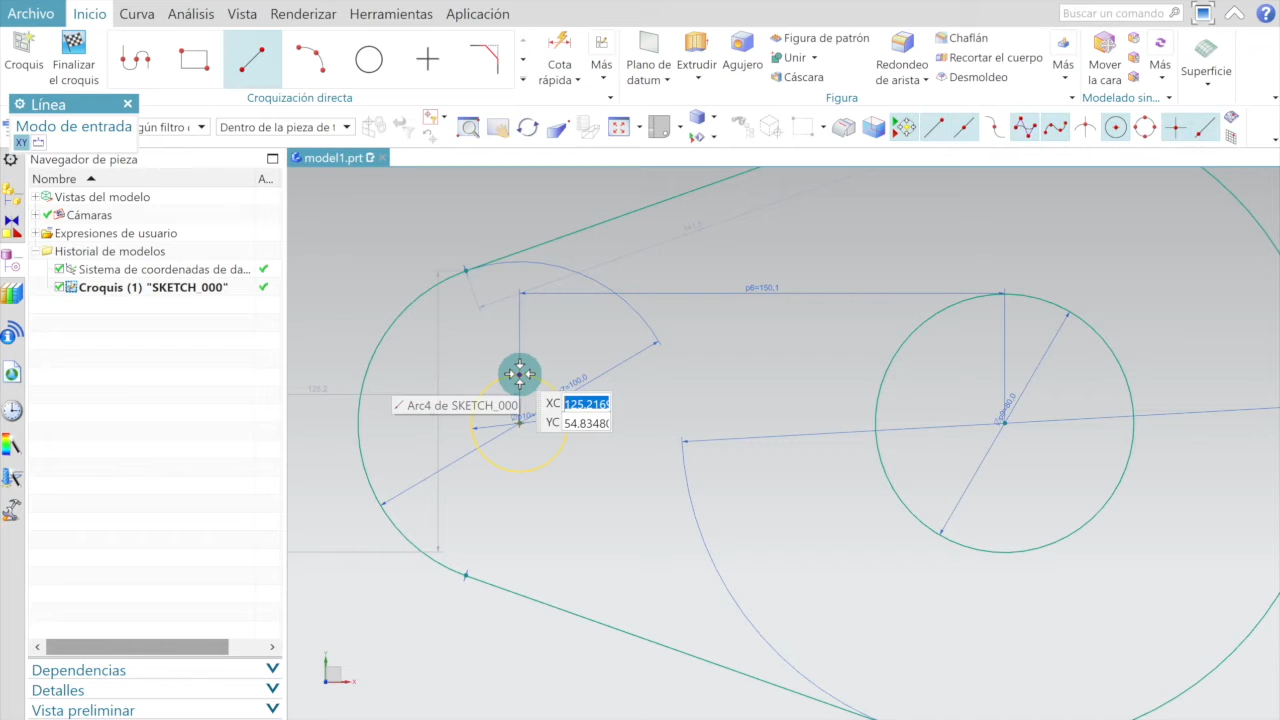 Archivo
Inicio
Curva
Análisis
Vista
Renderizar
Herramientas
Aplicación
Buscar un comando
Croquis
Finalizar
el croquis
Cota
rápida
Más
Croquización directa
Plano de
datum
Extrudir
Agujero
Figura de patrón
Unir
Cáscara
Redondeo
de arista
Chaflán
Recortar el cuerpo
Desmoldeo
Más
Figura
Mover
la cara
Más
Modelado sin...
Superficie
Línea
Modo de entrada
XY
gún filtro
Dentro de la pieza de
Navegador de pieza
Nombre
A...
Vistas del modelo
Cámaras
Expresiones de usuario
Historial de modelos
Sistema de coordenadas de da...
Croquis (1) "SKETCH_000"
Dependencias
Detalles
Vista preliminar
model1.prt
p6=150,1
126,2
Arc4 de SKETCH_000
XC 125.2169
YC 54.83480
Y
X